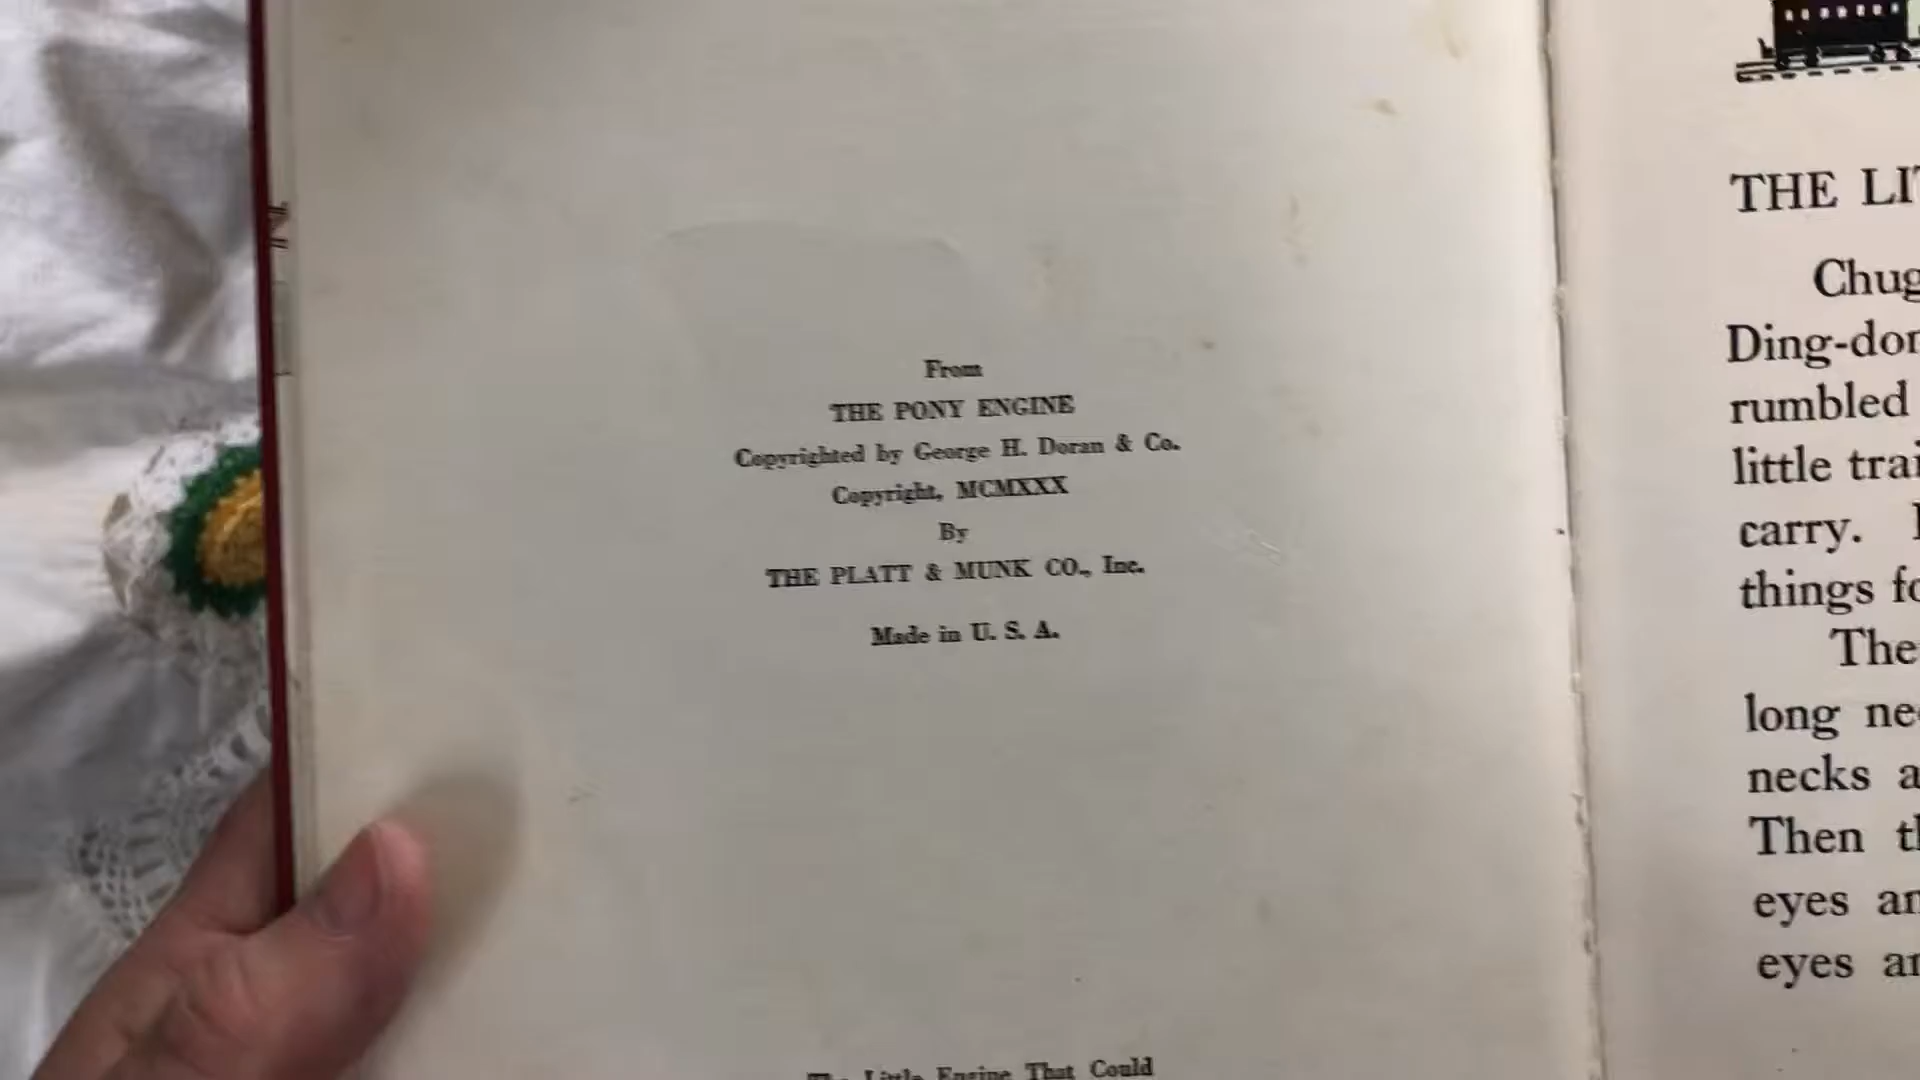 From
THE PONY ENGINE
Copyrighted by George H. Doran & Co.
Copyright, MCMXXX
By
THE PLATT & MUNK CO., Inc.
Made in U. S. A.
The Little Engine That Could
THE LI
Chug
Ding-don
rumbled
little trai
carry.
things fo
The
long ne
necks a
Then th
eyes an
eyes an